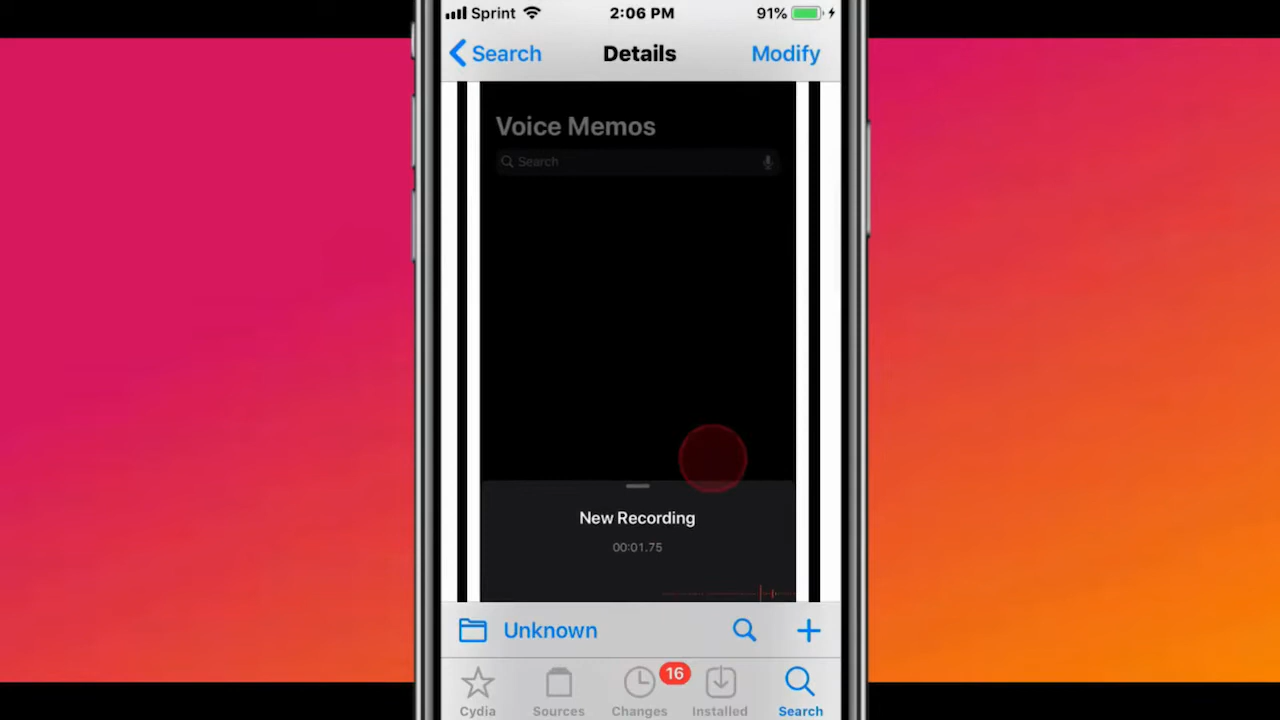 Sprint 2:06 PM 91%
Search Details Modify
Voice Memos
Search
New Recording
00:01.75
Unknown
16
Cydia Sources Changes Installed Search